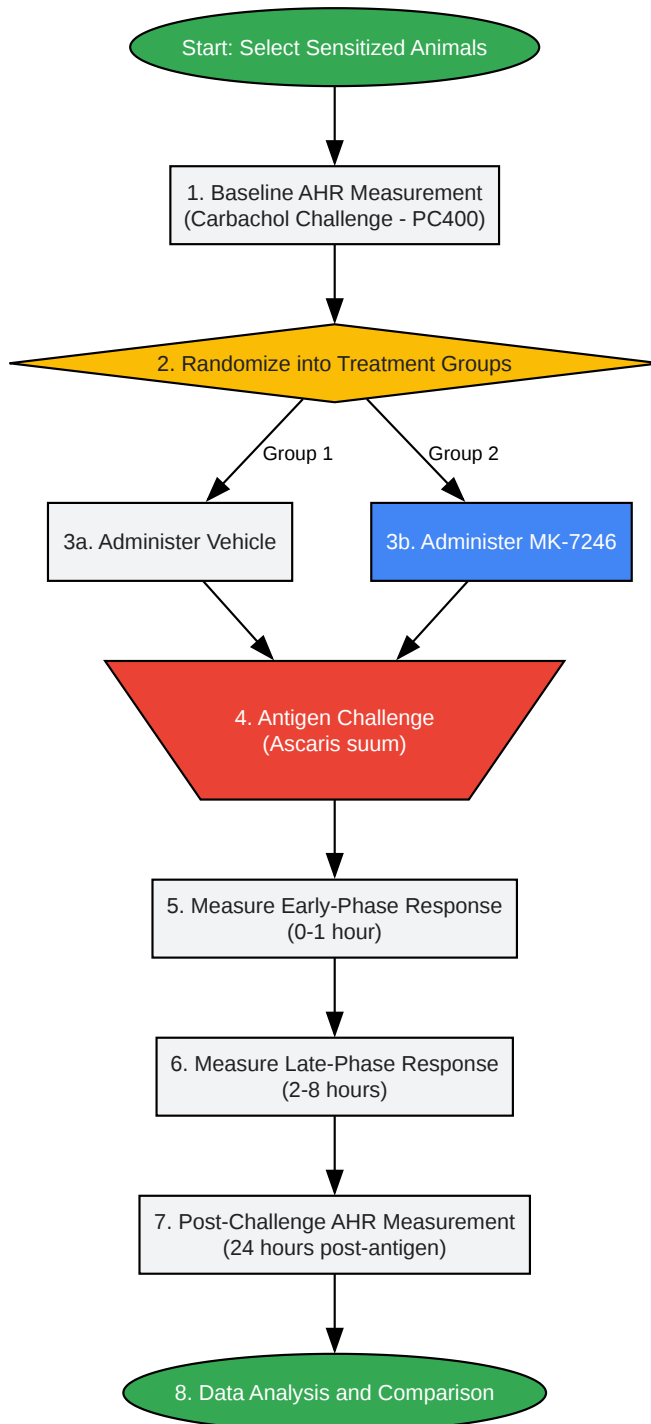 Start: Select Sensitized Animals
1. Baseline AHR Measurement
(Carbachol Challenge - PC400)
2. Randomize into Treatment Groups
Group 1
Group 2
3a. Administer Vehicle
3b. Administer MK-7246
4. Antigen Challenge
(Ascaris suum)
5. Measure Early-Phase Response
(0-1 hour)
6. Measure Late-Phase Response
(2-8 hours)
7. Post-Challenge AHR Measurement
(24 hours post-antigen)
8. Data Analysis and Comparison